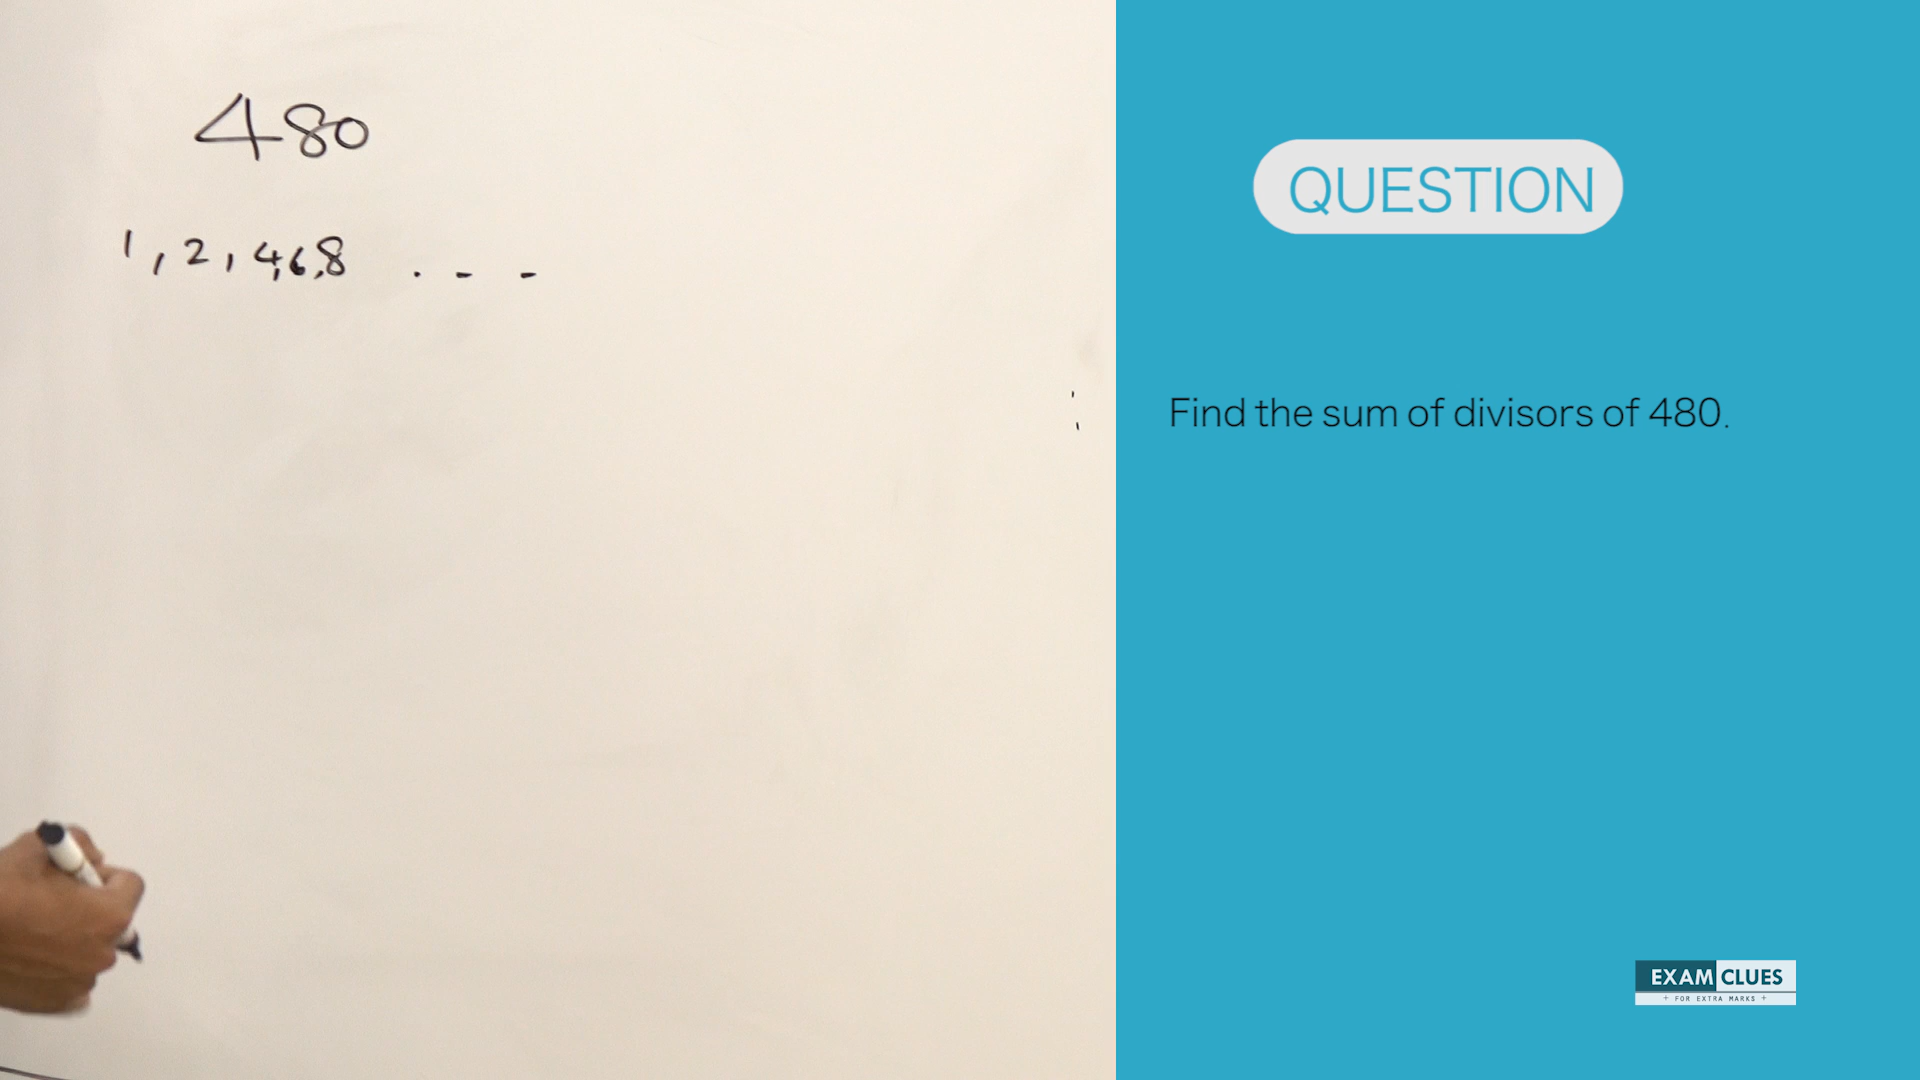 480
1, 2, 4,6,8 . - -
QUESTION
Find the sum of divisors of 480.
EXAM CLUES
+ FOR EXTRA MARKS +